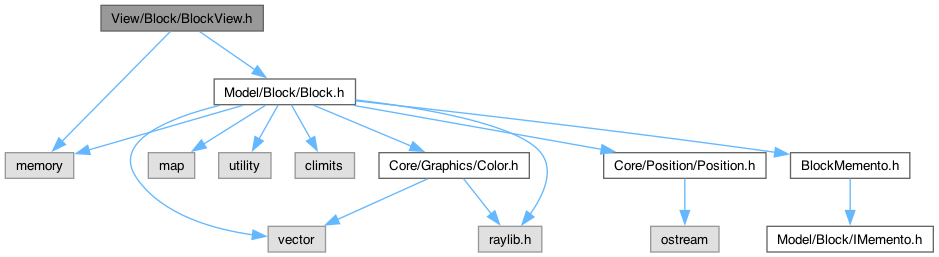 View/Block/BlockView.h
Model/Block/Block.h
memory
map
utility
climits
Core/Graphics/Color.h
Core/Position/Position.h
BlockMemento.h
vector
raylib.h
ostream
Model/Block/IMemento.h